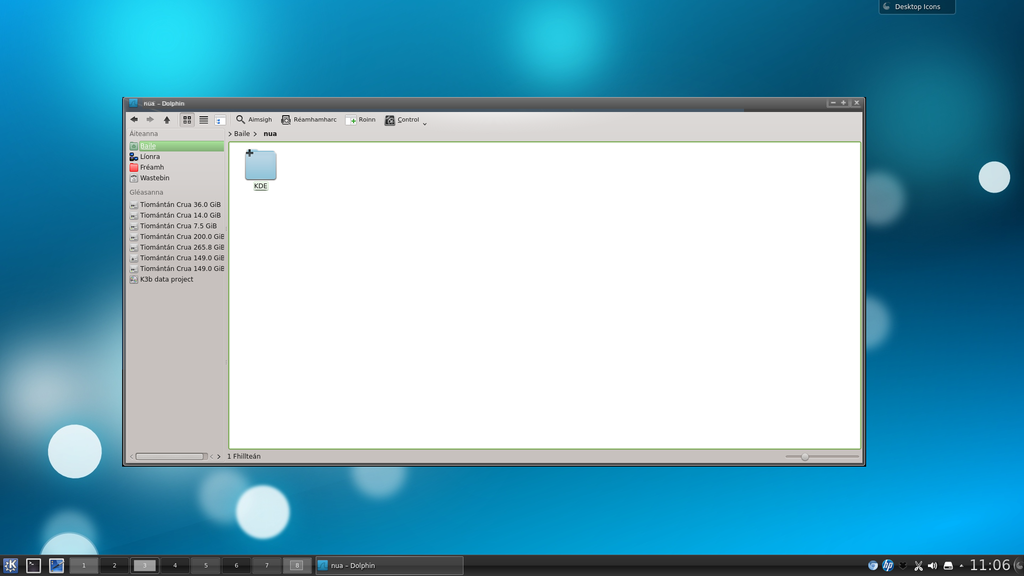 Desktop Icons
nua – Dolphin
Aimsigh Réamhamharc Roinn Control
Áiteanna
> Baile > nua
Baile
Líonra
Fréamh
Wastebin
Gléasanna
Tiomántán Crua 36.0 GiB
Tiomántán Crua 14.0 GiB
Tiomántán Crua 7.5 GiB
Tiomántán Crua 200.0 GiB
Tiomántán Crua 265.8 GiB
Tiomántán Crua 149.0 GiB
Tiomántán Crua 149.0 GiB
K3b data project
KDE
1 Fhillteán
1 2 3 4 5 6 7 8 nua – Dolphin hp 11:06